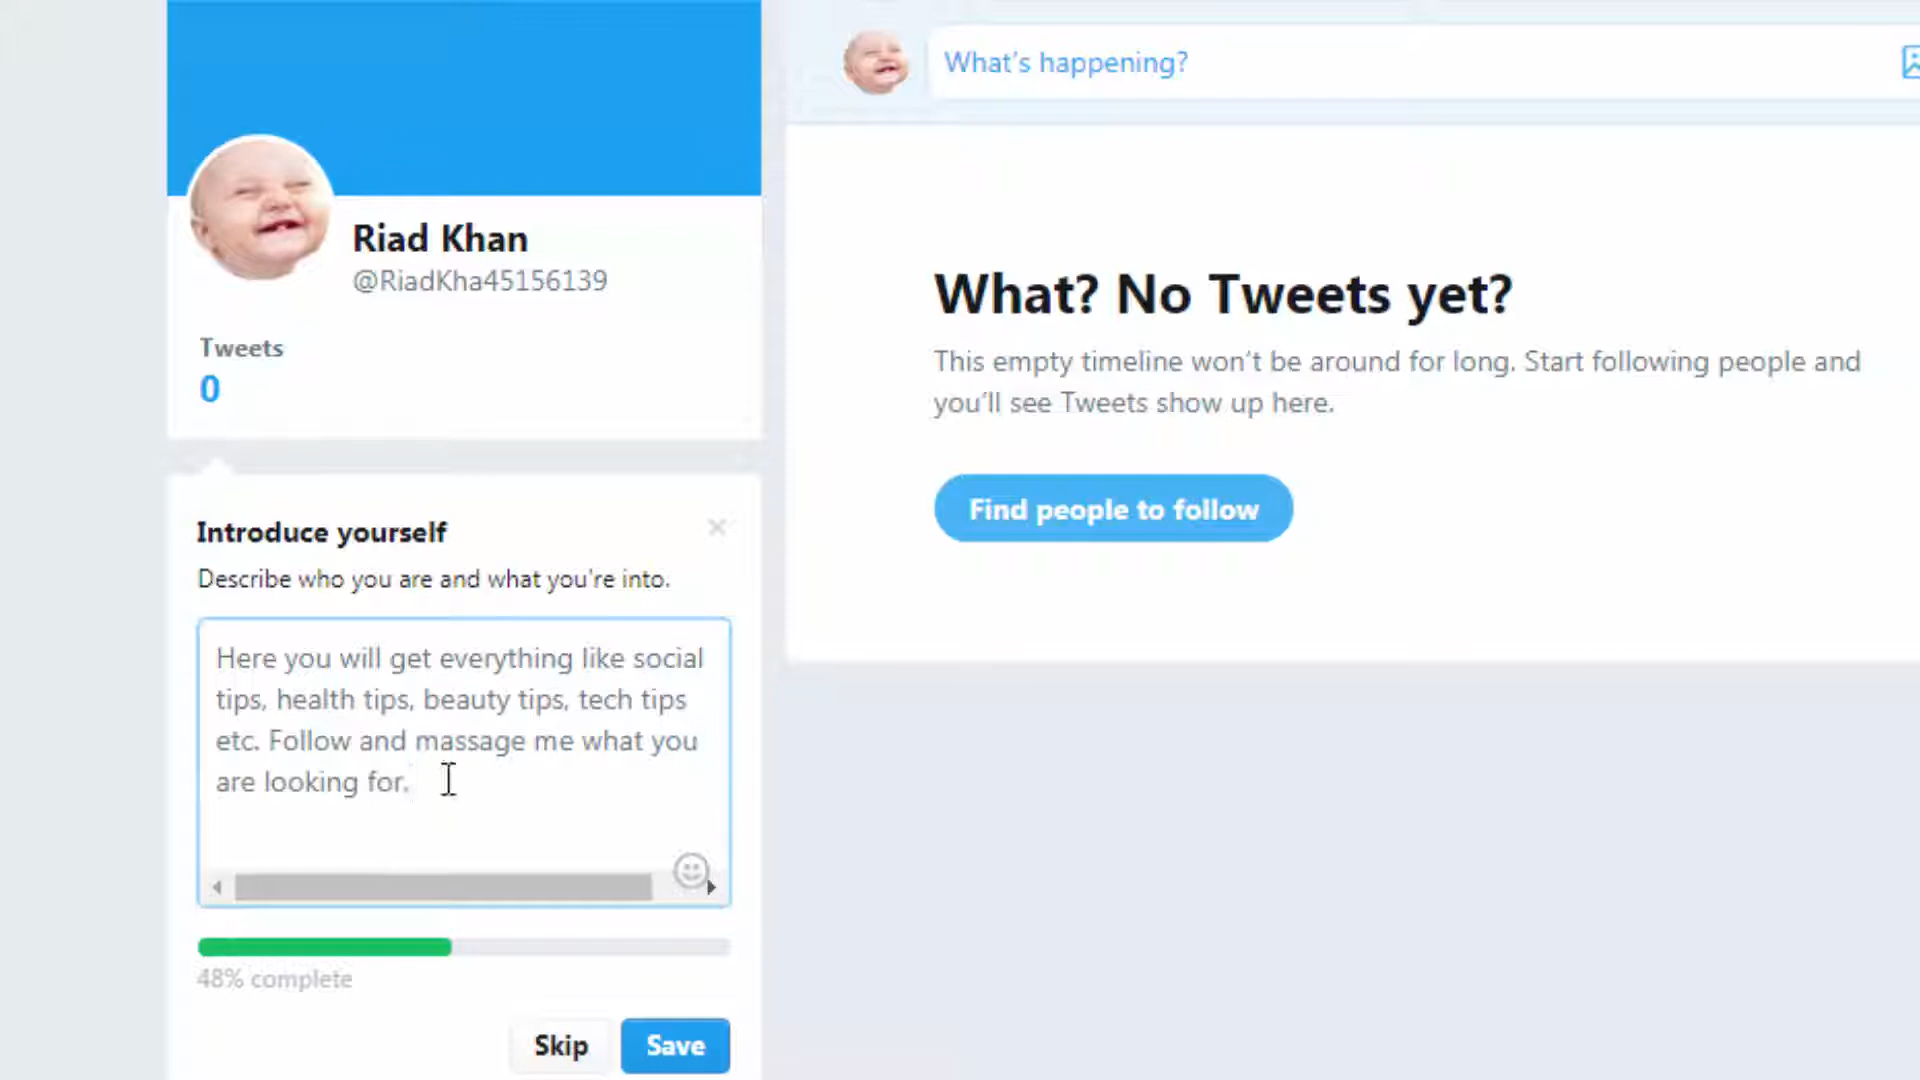 What's happening?
Riad Khan
@RiadKha45156139
Tweets
0
What? No Tweets yet?
This empty timeline won't be around for long. Start following people and
you'll see Tweets show up here.
Find people to follow
Introduce yourself
Describe who you are and what you're into.
Here you will get everything like social
tips, health tips, beauty tips, tech tips
etc. Follow and massage me what you
are looking for.
48% complete
Skip
Save